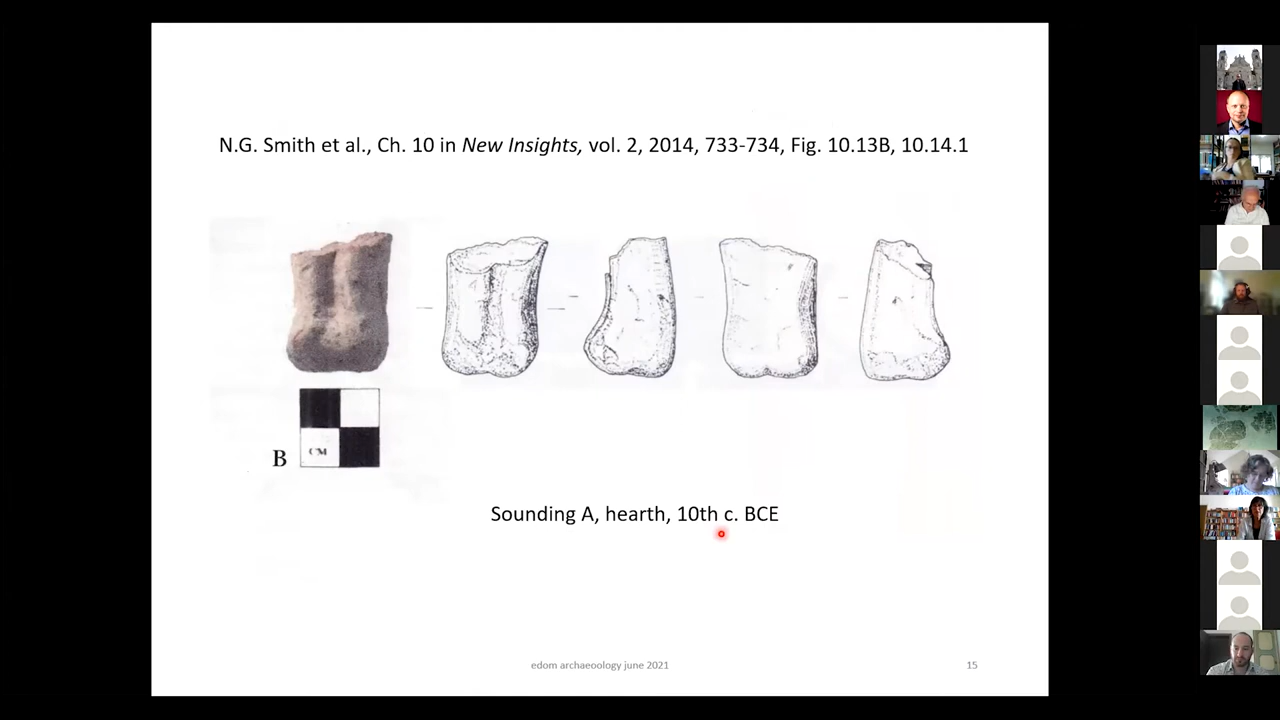 N.G. Smith et al., Ch. 10 in New Insights, vol. 2, 2014, 733-734, Fig. 10.13B, 10.14.1
CM
B
Sounding A, hearth, 10th c. BCE
edom archaeoology june 2021
15